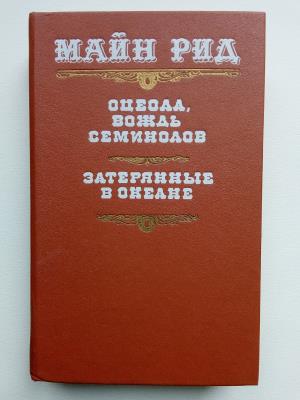 МАЙН РИД
ОЦЕОЛА,
ВОЖДЬ
СЕМИНОЛОВ
ЗАТЕРЯННЫЕ
В ОКЕАНЕ